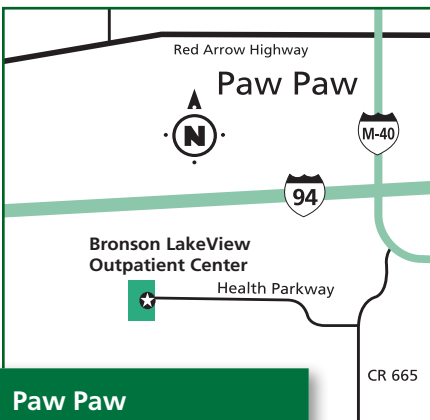 Red Arrow Highway
Paw Paw
N
M-40
94
Bronson LakeView
Outpatient Center
Health Parkway
CR 665
Paw Paw